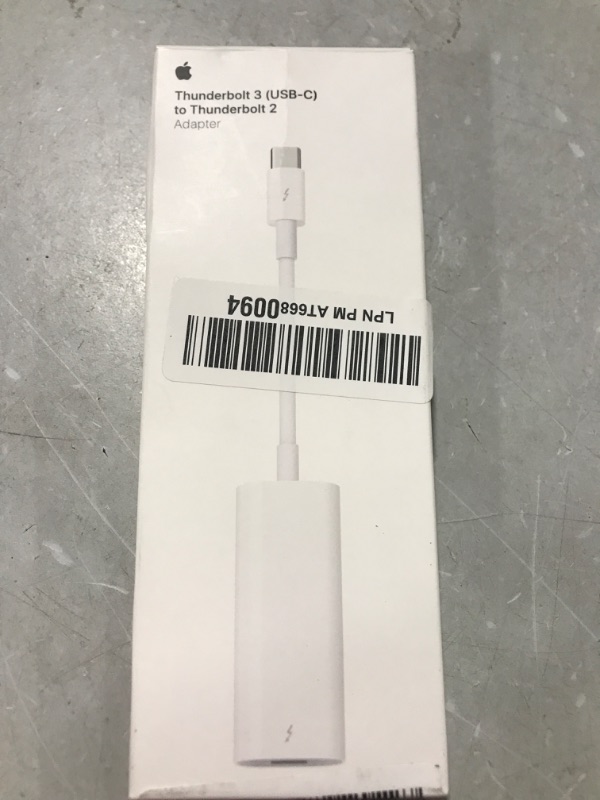 Thunderbolt 3 (USB-C)
to Thunderbolt 2
Adapter
LPN PM AT6680094